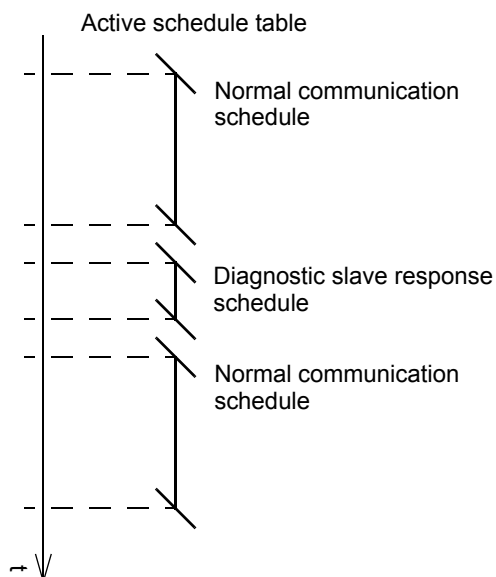 Active schedule table
Normal communication
schedule
Diagnostic slave response
schedule
Normal communication
schedule
t